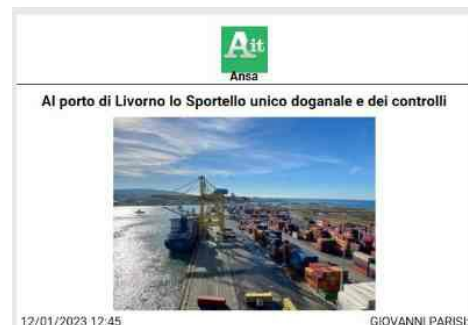 Ait
Ansa
Al porto di Livorno lo Sportello unico doganale e dei controlli
12/01/2023 12:45
GIOVANNI PARISI